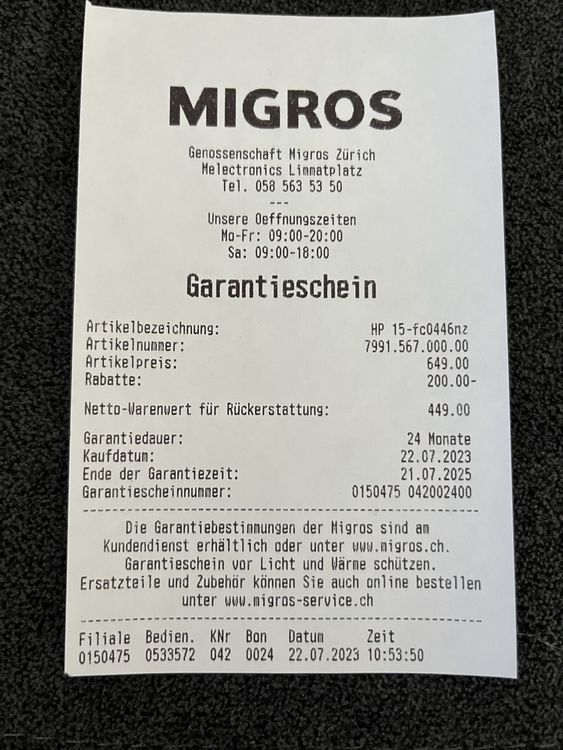 MIGROS
Genossenschaft Migros Zürich
Melectronics Limmatplatz
Tel. 058 563 53 50
---
Unsere Oeffnungszeiten
Mo-Fr: 09:00-20:00
Sa: 09:00-18:00
Garantieschein
Artikelbezeichnung: HP 15-fc0446nz
Artikelnummer: 7991.567.000.00
Artikelpreis: 649.00
Rabatte: 200.00-
Netto-Warenwert für Rückerstattung: 449.00
Garantiedauer: 24 Monate
Kaufdatum: 22.07.2023
Ende der Garantiezeit: 21.07.2025
Garantiescheinnummer: 0150475 042002400
Die Garantiebestimmungen der Migros sind am
Kundendienst erhältlich oder unter www.migros.ch.
Garantieschein vor Licht und Wärme schützen.
Ersatzteile und Zubehör können Sie auch online bestellen
unter www.migros-service.ch
Filiale Bedien. KNr Bon Datum Zeit
0150475 0533572 042 0024 22.07.2023 10:53:50